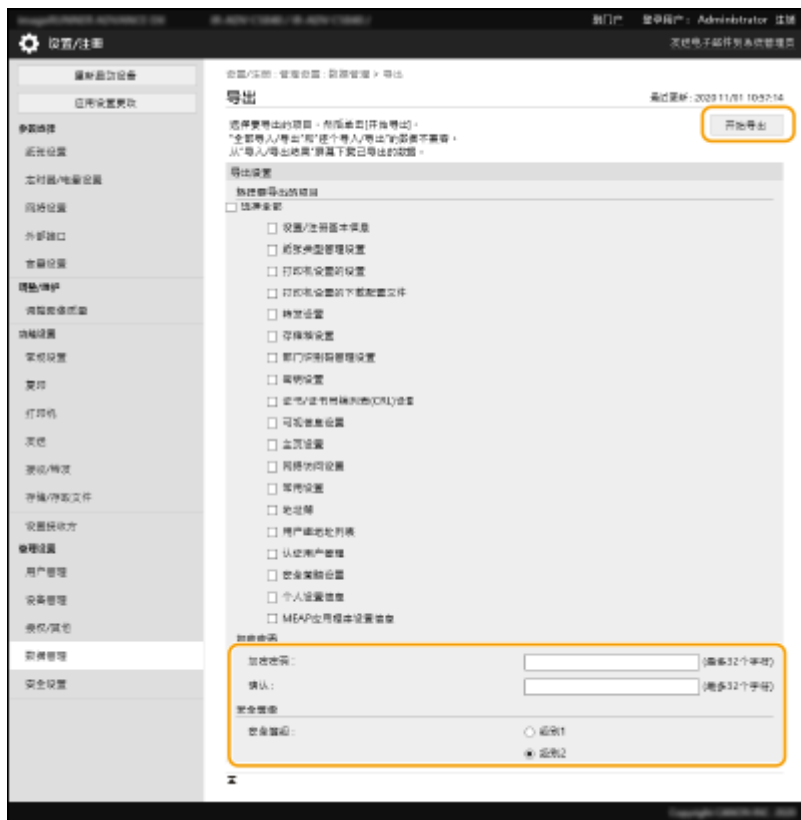 imageRUNNER ADVANCE DX
到门户 登录用户: Administrator 注销
设置/注册
发送电子邮件到系统管理员
重新启动设备
应用设置更改
设置/注册 : 管理设置 : 数据管理 > 导出
导出
最近更新: 2020 11/01 10:57:14
选择要导出的项目，然后单击[开始导出]。
"全部导入/导出"和"逐个导入/导出"的数据不兼容。
从"导入/导出结果"屏幕下载已导出的数据。
开始导出
参数选择
纸张设置
定时器/电量设置
网络设置
外部接口
音量设置
调整/维护
调整图像质量
功能设置
常规设置
复印
打印机
发送
接收/转发
存储/存取文件
设置接收方
管理设置
用户管理
设备管理
授权/其他
数据管理
安全设置
导出设置
选择要导出的项目
选择全部
设置/注册基本信息
纸张类型管理设置
打印机设置的设置
打印机设置的下载配置文件
转发设置
存储箱设置
部门识别码管理设置
常用设置
地址簿
用户组地址列表
认证用户管理
安全策略设置
个人设置信息
MEAP应用程序设置信息
证书/证书吊销列表(CRL)设置
可视信息设置
主页设置
网络访问设置
加密密码
加密密码 :
(最多32个字符)
确认 :
(最多32个字符)
安全等级
安全等级 :
级别1
级别2